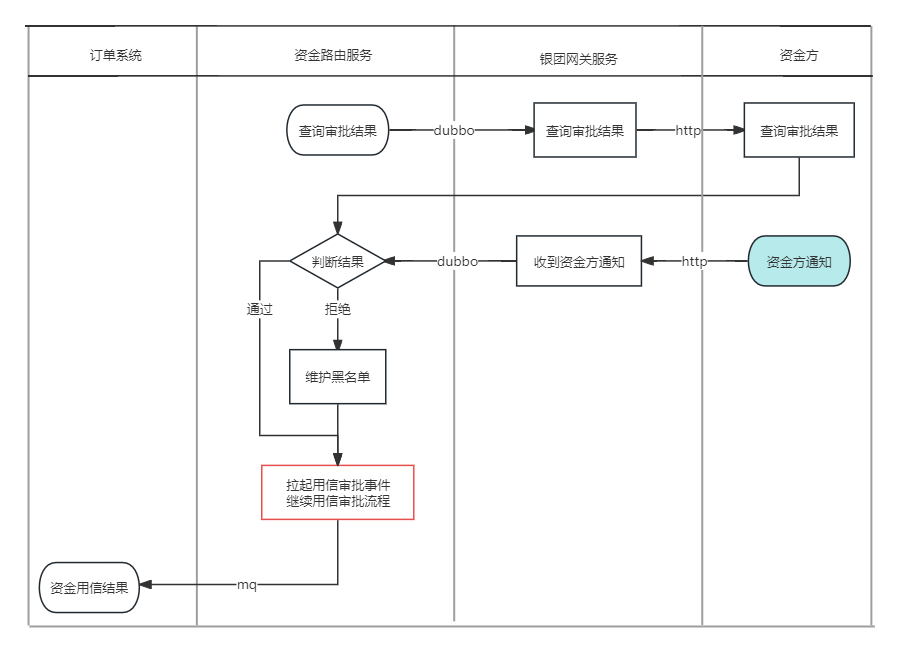 订单系统
资金路由服务
银团网关服务
资金方
查询审批结果
dubbo
查询审批结果
http
查询审批结果
判断结果
dubbo
收到资金方通知
http
资金方通知
通过
拒绝
维护黑名单
拉起用信审批事件
继续用信审批流程
资金用信结果
mq